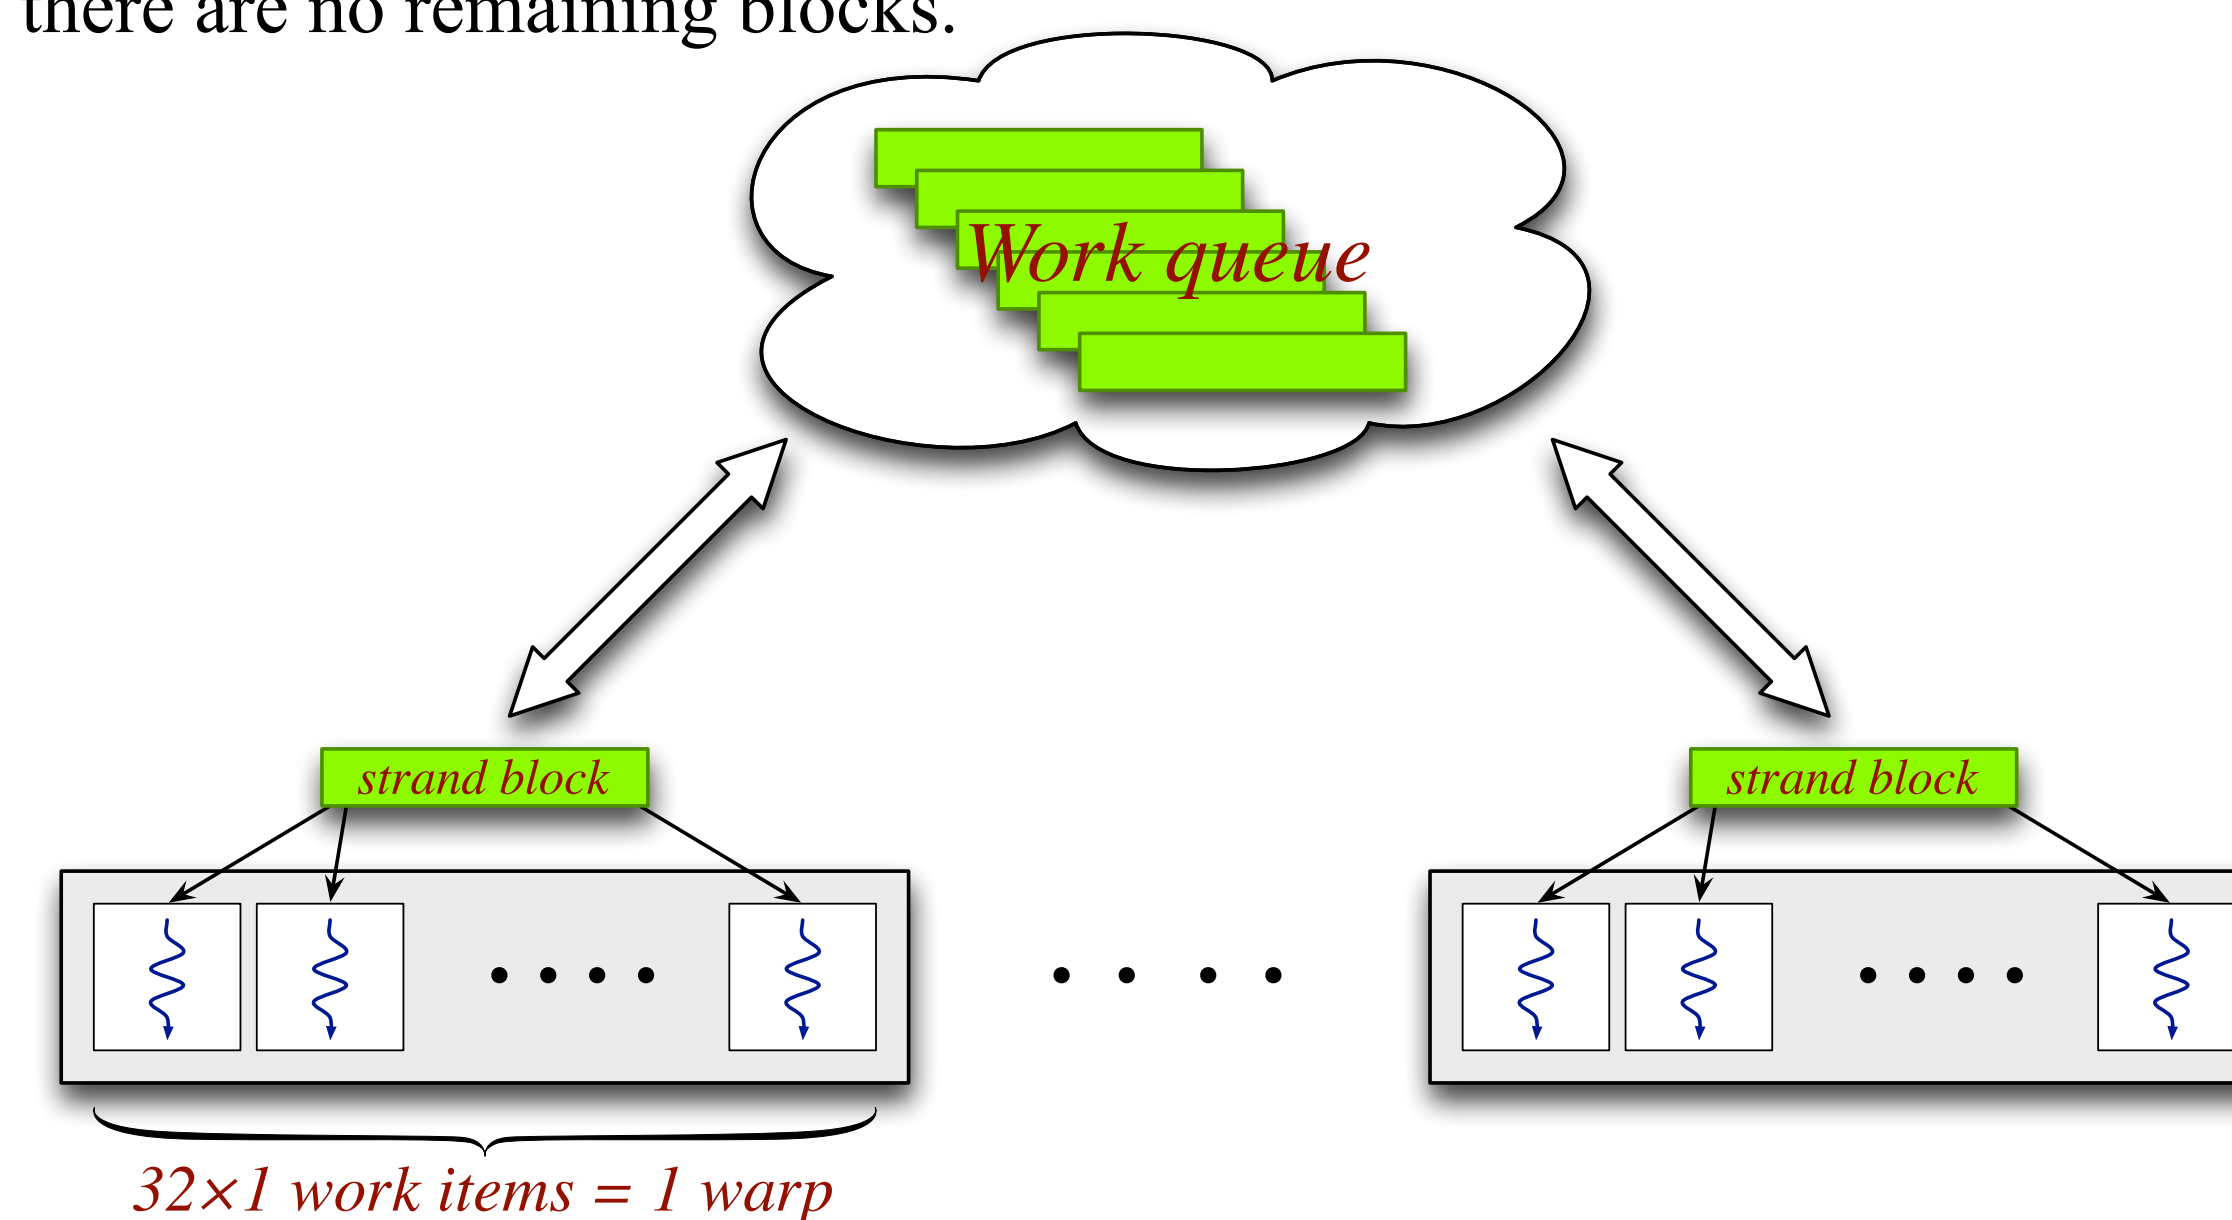 there are no remaining blocks.
Work queue
strand block
strand block
32×1 work items = 1 warp